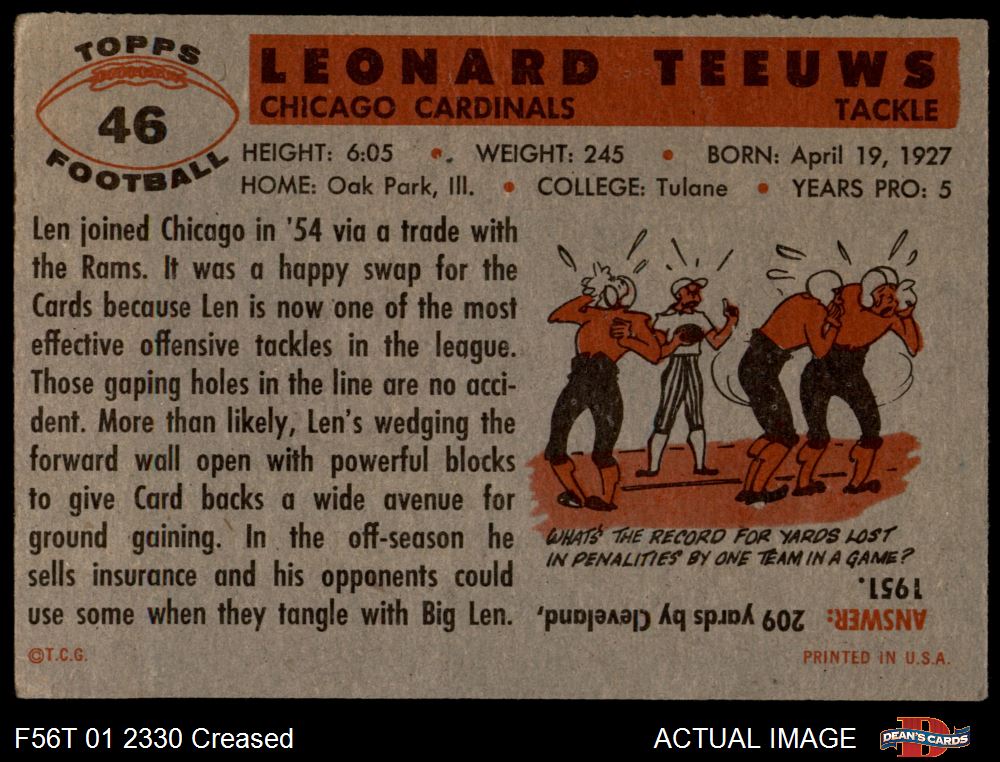 TOPPS
46
FOOTBALL
LEONARD TEEUWS
CHICAGO CARDINALS TACKLE
HEIGHT: 6:05 • WEIGHT: 245 • BORN: April 19, 1927
HOME: Oak Park, Ill. • COLLEGE: Tulane • YEARS PRO: 5
Len joined Chicago in '54 via a trade with
the Rams. It was a happy swap for the
Cards because Len is now one of the most
effective offensive tackles in the league.
Those gaping holes in the line are no acci-
dent. More than likely, Len's wedging the
forward wall open with powerful blocks
to give Card backs a wide avenue for
ground gaining. In the off-season he
sells insurance and his opponents could
use some when they tangle with Big Len.
WHAT'S THE RECORD FOR YARDS LOST
IN PENALITIES BY ONE TEAM IN A GAME?
ANSWER: 209 yards by Cleveland,
1951.
©T.C.G.
PRINTED IN U.S.A.
F56T 01 2330 Creased
ACTUAL IMAGE
D
DEAN'S CARDS